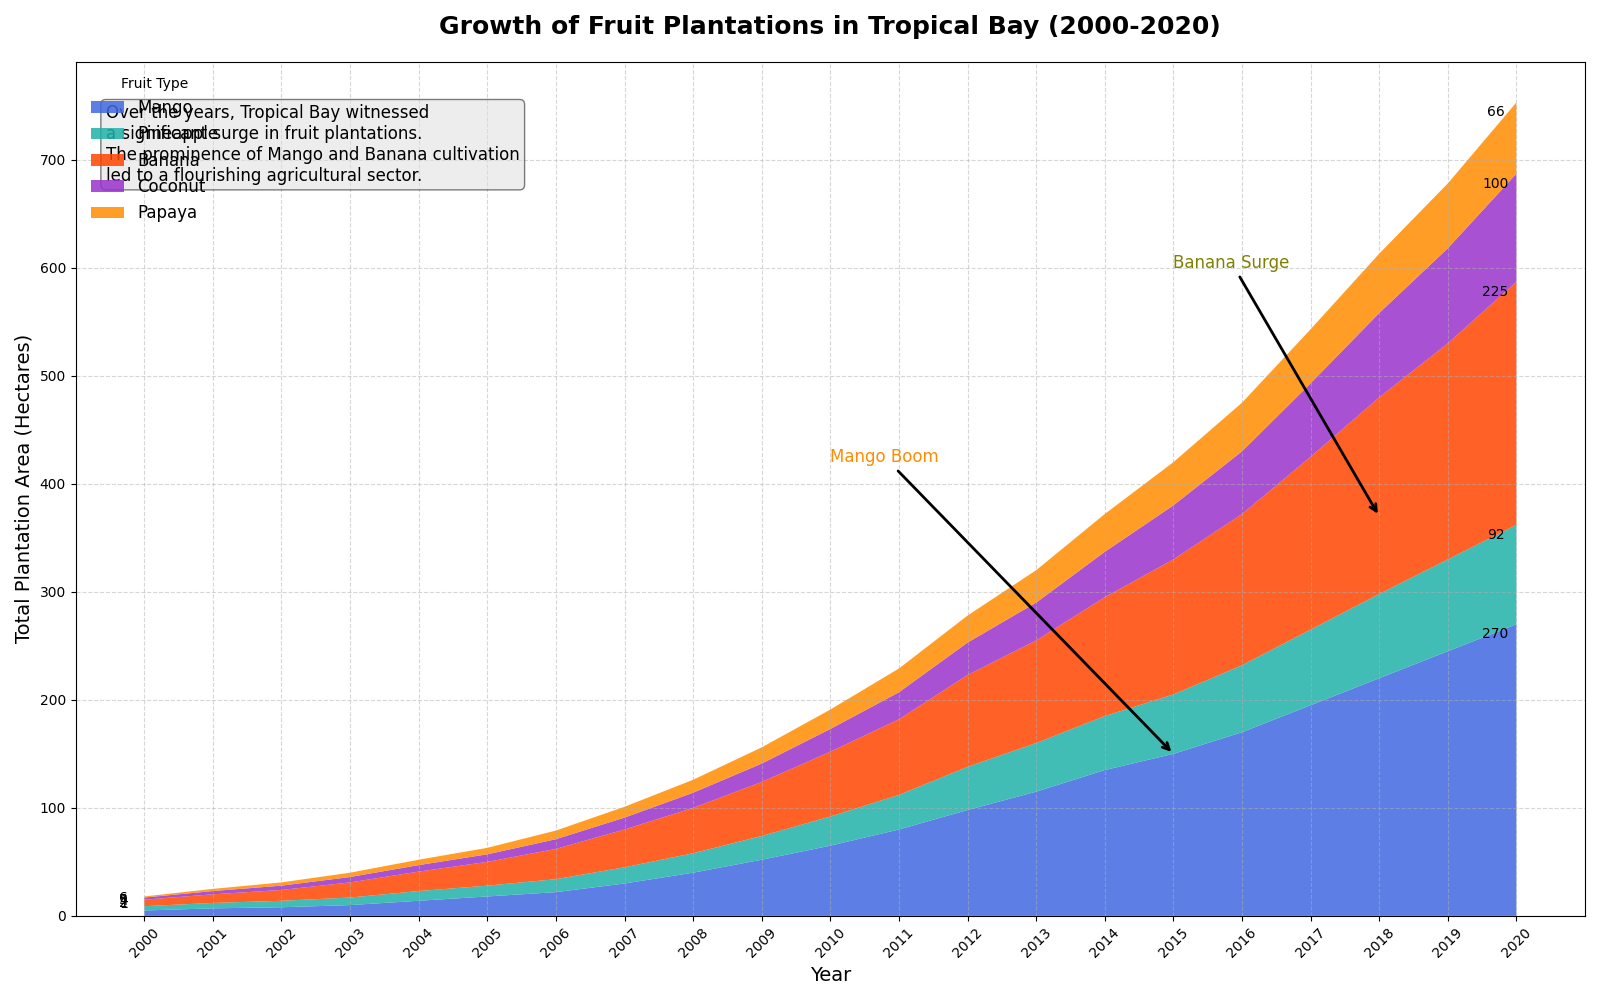 Growth of Fruit Plantations in Tropical Bay (2000-2020)
Fruit Type
Mango
Pineapple
Banana
Coconut
Papaya
Over the years, Tropical Bay witnessed
a significant surge in fruit plantations.
The prominence of Mango and Banana cultivation
led to a flourishing agricultural sector.
Banana Surge
Mango Boom
66
100
225
92
270
6
Total Plantation Area (Hectares)
700
600
500
400
300
200
100
0
2000
2001
2002
2003
2004
2005
2006
2007
2008
2009
2010
2011
2012
2013
2014
2015
2016
2017
2018
2019
2020
Year